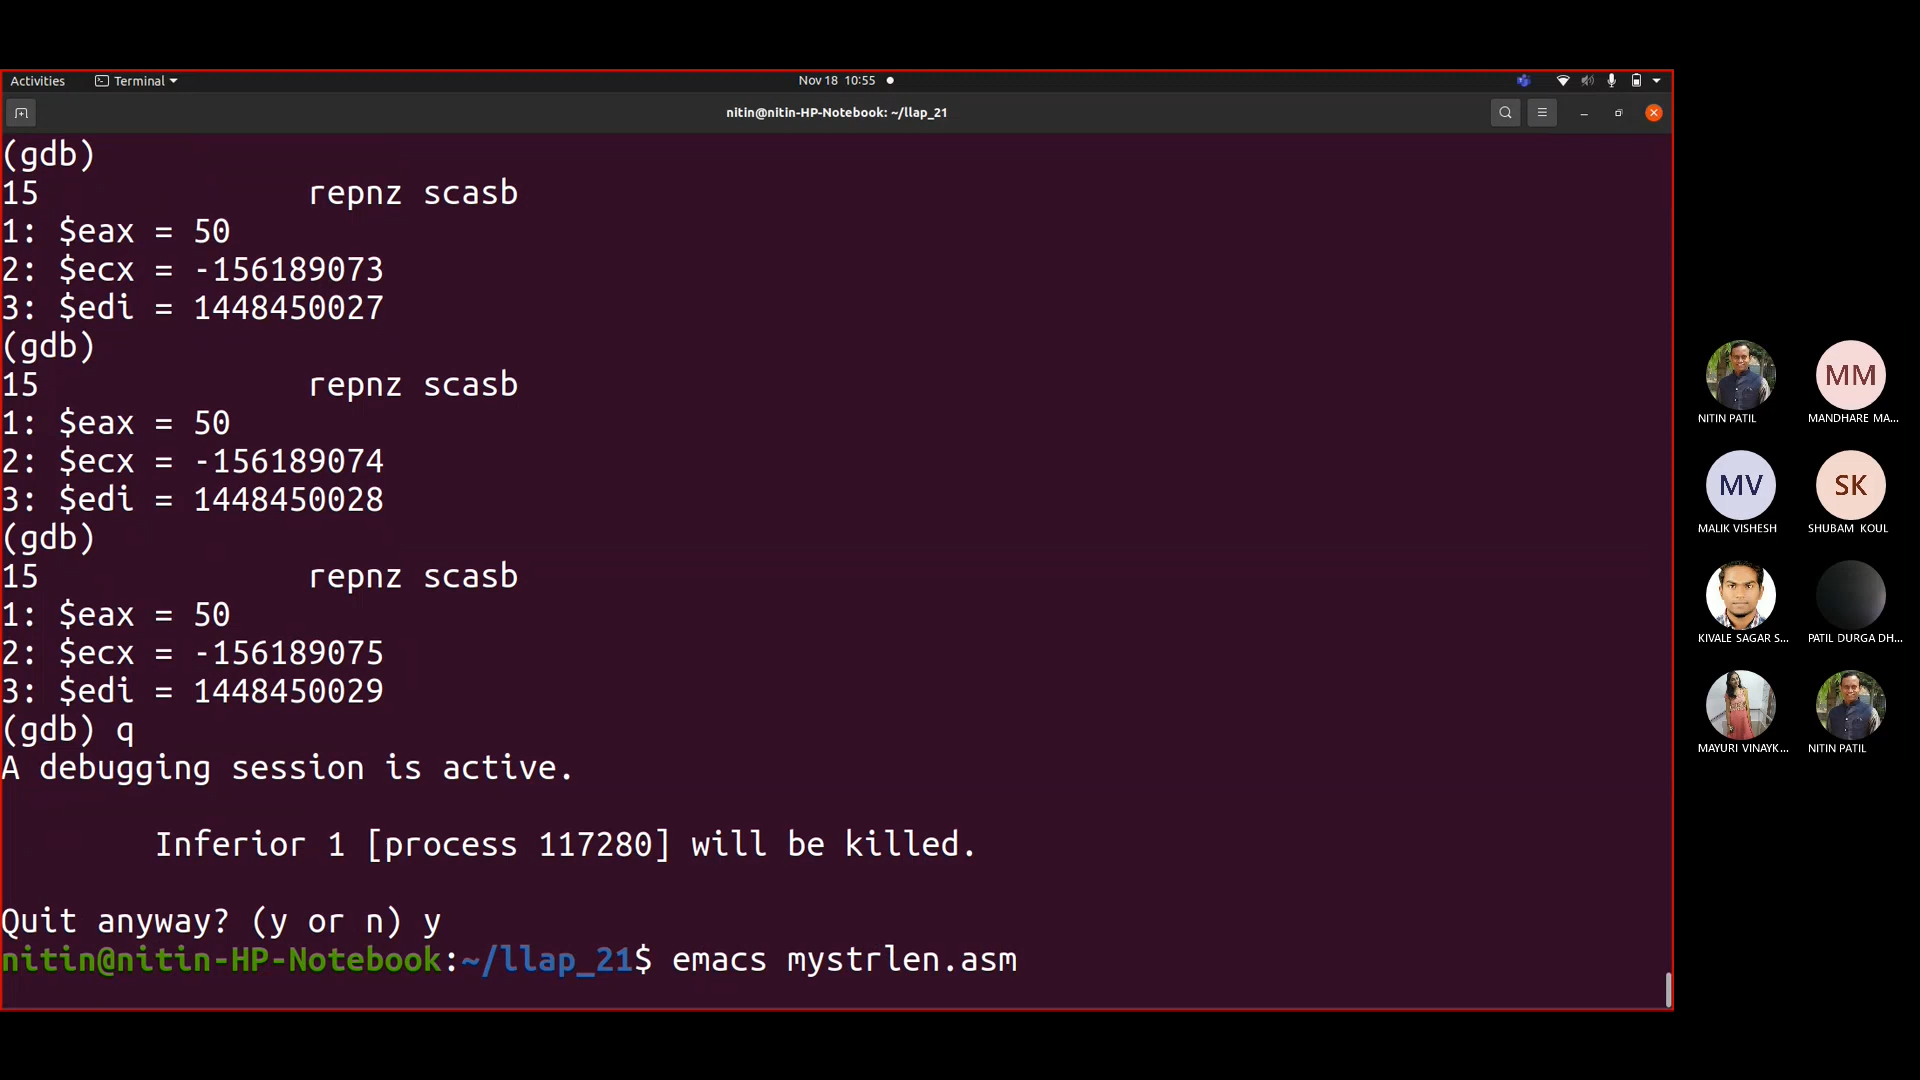 Activities Terminal Nov 18 10:55
nitin@nitin-HP-Notebook: ~/llap_21
(gdb)
15 repnz scasb
1: $eax = 50
2: $ecx = -156189073
3: $edi = 1448450027
(gdb)
15 repnz scasb
1: $eax = 50
2: $ecx = -156189074
3: $edi = 1448450028
(gdb)
15 repnz scasb
1: $eax = 50
2: $ecx = -156189075
3: $edi = 1448450029
(gdb) q
A debugging session is active.
Inferior 1 [process 117280] will be killed.
Quit anyway? (y or n) y
nitin@nitin-HP-Notebook:~/llap_21$ emacs mystrlen.asm
MM
NITIN PATIL MANDHARE MA...
MV SK
MALIK VISHESH SHUBAM KOUL
KIVALE SAGAR S... PATIL DURGA DH...
MAYURI VINAYK... NITIN PATIL